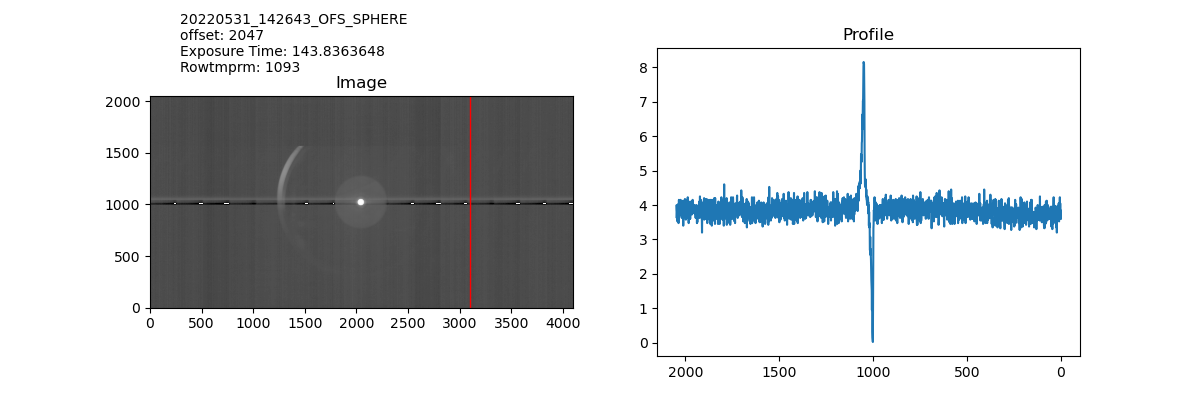 20220531_142643_OFS_SPHERE
offset: 2047
Exposure Time: 143.8363648
Rowtmprm: 1093
Image
2000
1500
1000
500
0
0 500 1000 1500 2000 2500 3000 3500 4000
Profile
8
7
6
5
4
3
2
1
0
2000 1500 1000 500 0